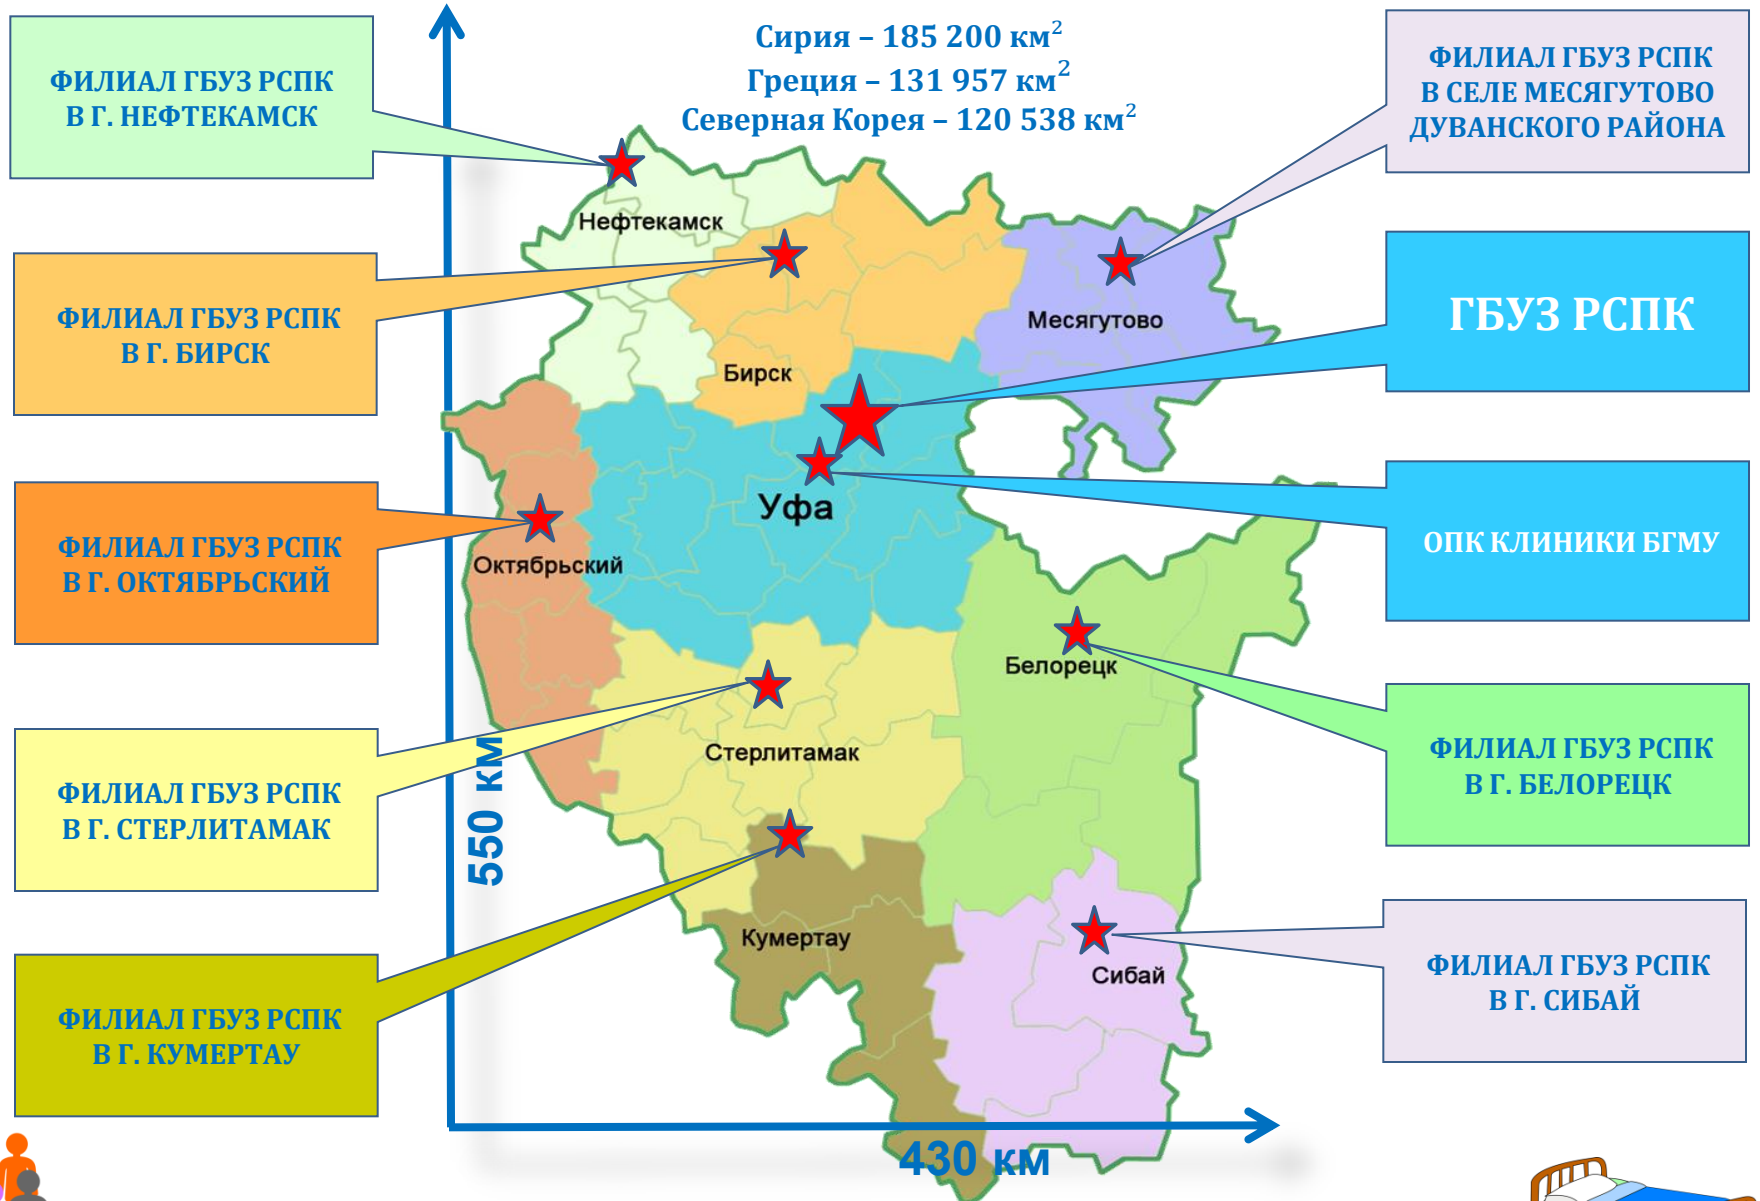 Сирия – 185 200 км²
Греция – 131 957 км²
Северная Корея – 120 538 км²
ФИЛИАЛ ГБУЗ РСПК
В Г. НЕФТЕКАМСК
ФИЛИАЛ ГБУЗ РСПК
В Г. БИРСК
ФИЛИАЛ ГБУЗ РСПК
В Г. ОКТЯБРЬСКИЙ
ФИЛИАЛ ГБУЗ РСПК
В Г. СТЕРЛИТАМАК
ФИЛИАЛ ГБУЗ РСПК
В Г. КУМЕРТАУ
Нефтекамск
Бирск
Месягутово
Уфа
Октябрьский
Белорецк
Стерлитамак
Кумертау
Сибай
550 км
430 км
ФИЛИАЛ ГБУЗ РСПК
В СЕЛЕ МЕСЯГУТОВО
ДУВАНСКОГО РАЙОНА
ГБУЗ РСПК
ОПК КЛИНИКИ БГМУ
ФИЛИАЛ ГБУЗ РСПК
В Г. БЕЛОРЕЦК
ФИЛИАЛ ГБУЗ РСПК
В Г. СИБАЙ